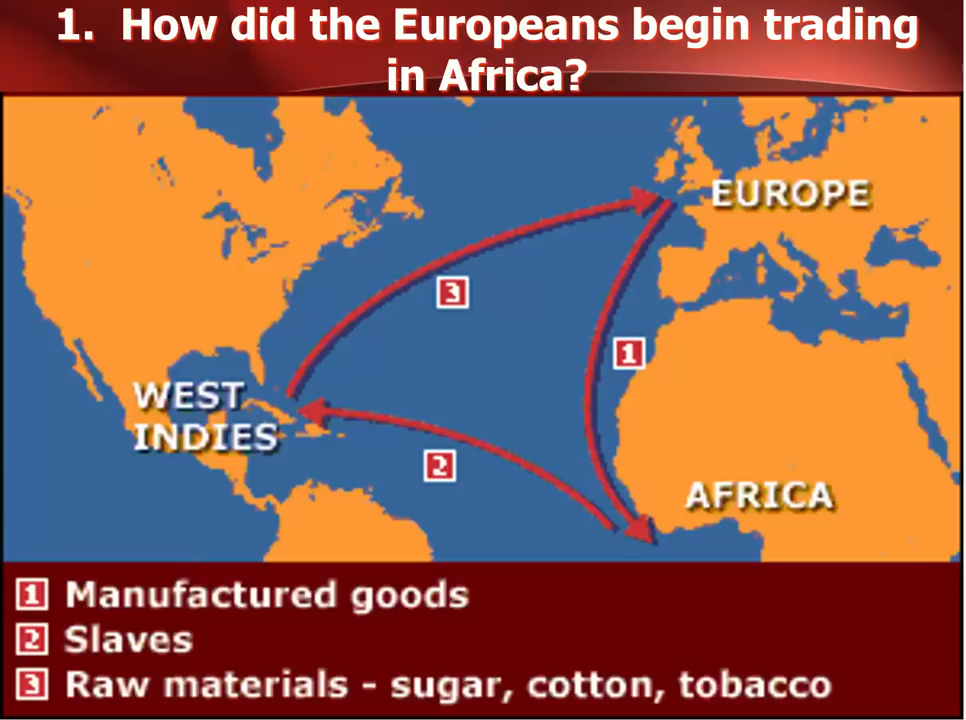 1. How did the Europeans begin trading
in Africa?
EUROPE
3
1
WEST
INDIES
2
AFRICA
1 Manufactured goods
2 Slaves
3 Raw materials - sugar, cotton, tobacco